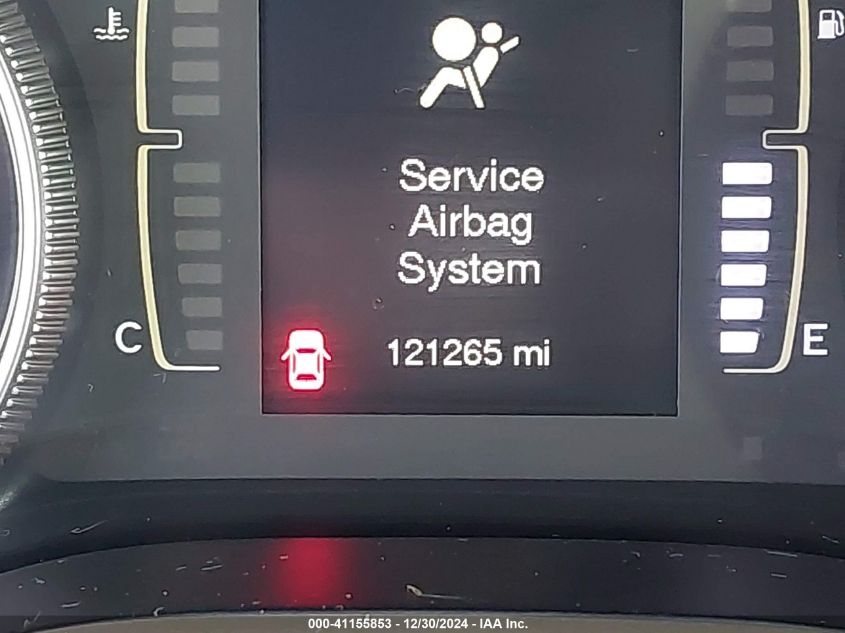 Service
Airbag
System
121265 mi
C
E
000-41155853 - 12/30/2024 - IAA Inc.